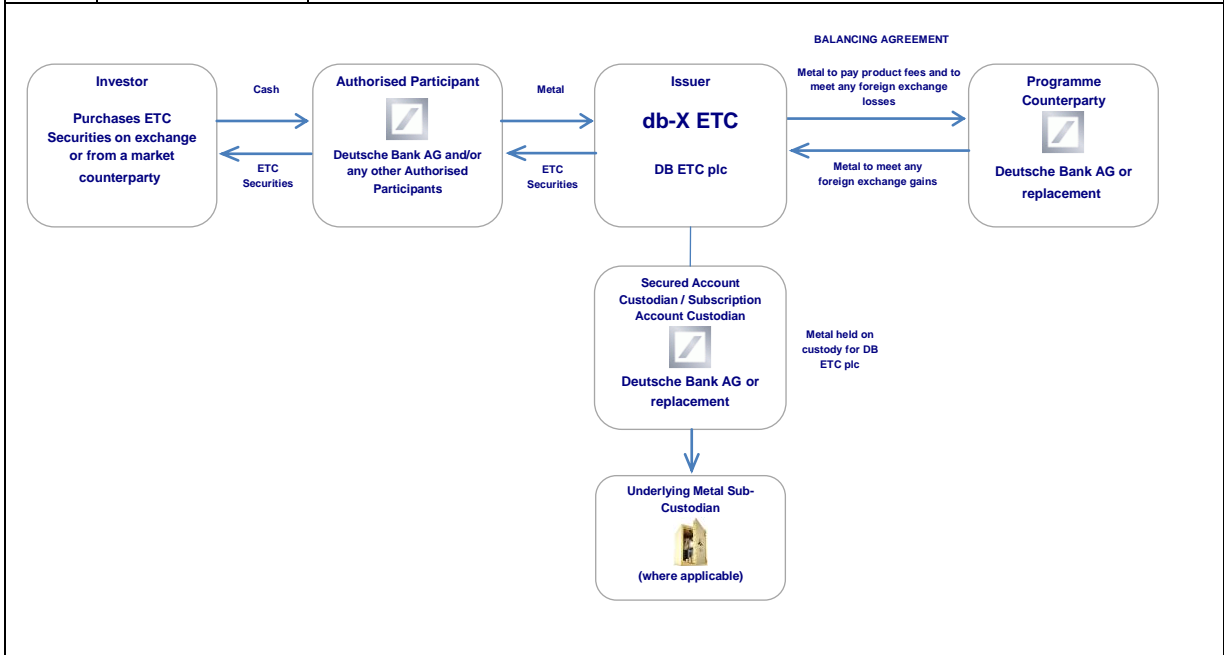 Investor
Purchases ETC
Securities on exchange
or from a market
counterparty
Cash
ETC
Securities
Authorised Participant
Deutsche Bank AG and/or
any other Authorised
Participants
Metal
ETC
Securities
Issuer
db-X ETC
DB ETC plc
BALANCING AGREEMENT
Metal to pay product fees and to
meet any foreign exchange
losses
Metal to meet any
foreign exchange gains
Programme
Counterparty
Deutsche Bank AG or
replacement
Secured Account
Custodian / Subscription
Account Custodian
Deutsche Bank AG or
replacement
Metal held on
custody for DB
ETC plc
Underlying Metal Sub-
Custodian
(where applicable)